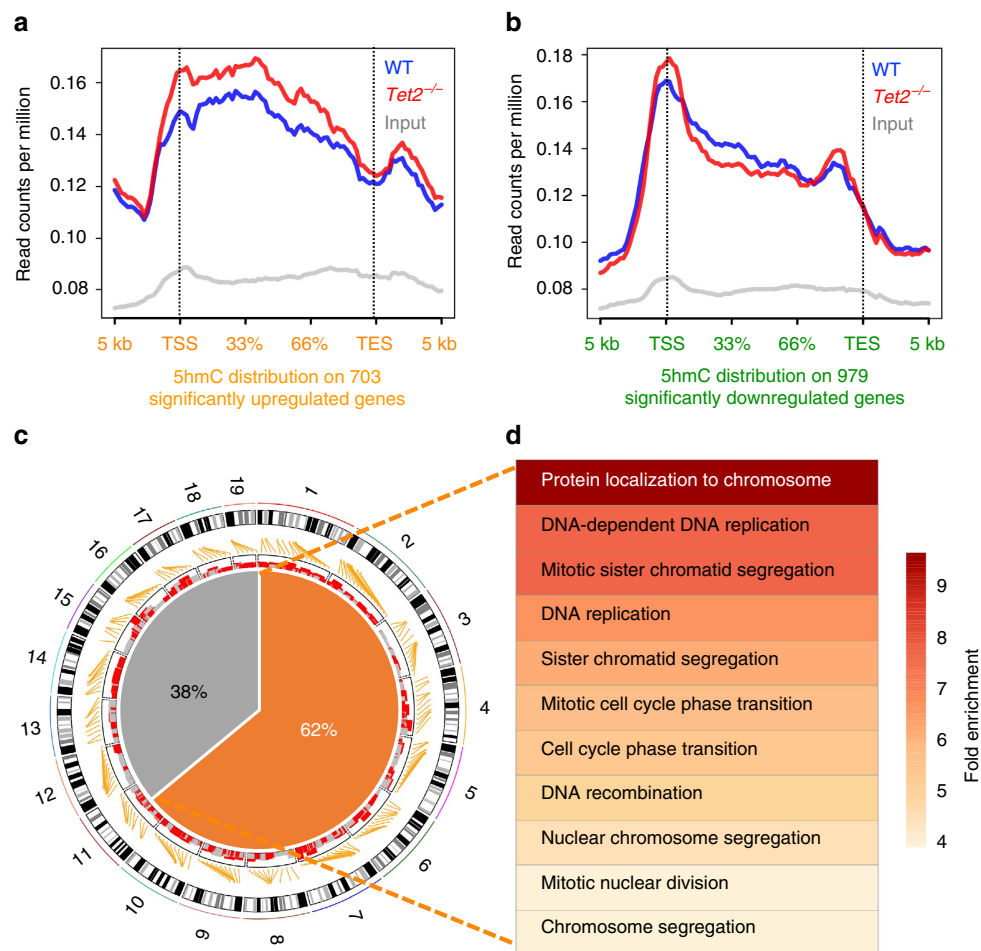 a
0.16
0.14
0.12
0.10
0.08
Read counts per million
WT
Tet2−/−
Input
5 kb TSS 33% 66% TES 5 kb
5hmC distribution on 703
significantly upregulated genes
b
0.18
0.16
0.14
0.12
0.10
0.08
Read counts per million
WT
Tet2−/−
Input
5 kb TSS 33% 66% TES 5 kb
5hmC distribution on 979
significantly downregulated genes
c
1
2
3
4
5
6
7
8
9
10
11
12
13
14
15
16
17
18
19
38%
62%
d
Protein localization to chromosome
DNA-dependent DNA replication
Mitotic sister chromatid segregation
DNA replication
Sister chromatid segregation
Mitotic cell cycle phase transition
Cell cycle phase transition
DNA recombination
Nuclear chromosome segregation
Mitotic nuclear division
Chromosome segregation
9
8
7
6
5
4
Fold enrichment